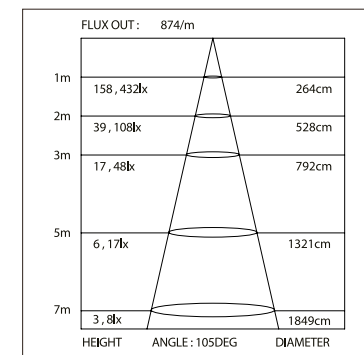 FLUX OUT : 874/m
1m
158 , 432lx 264cm
2m
39 , 108lx 528cm
3m
17 , 48lx 792cm
5m
6 , 17lx 1321cm
7m
3 , 8lx 1849cm
HEIGHT ANGLE : 105DEG DIAMETER